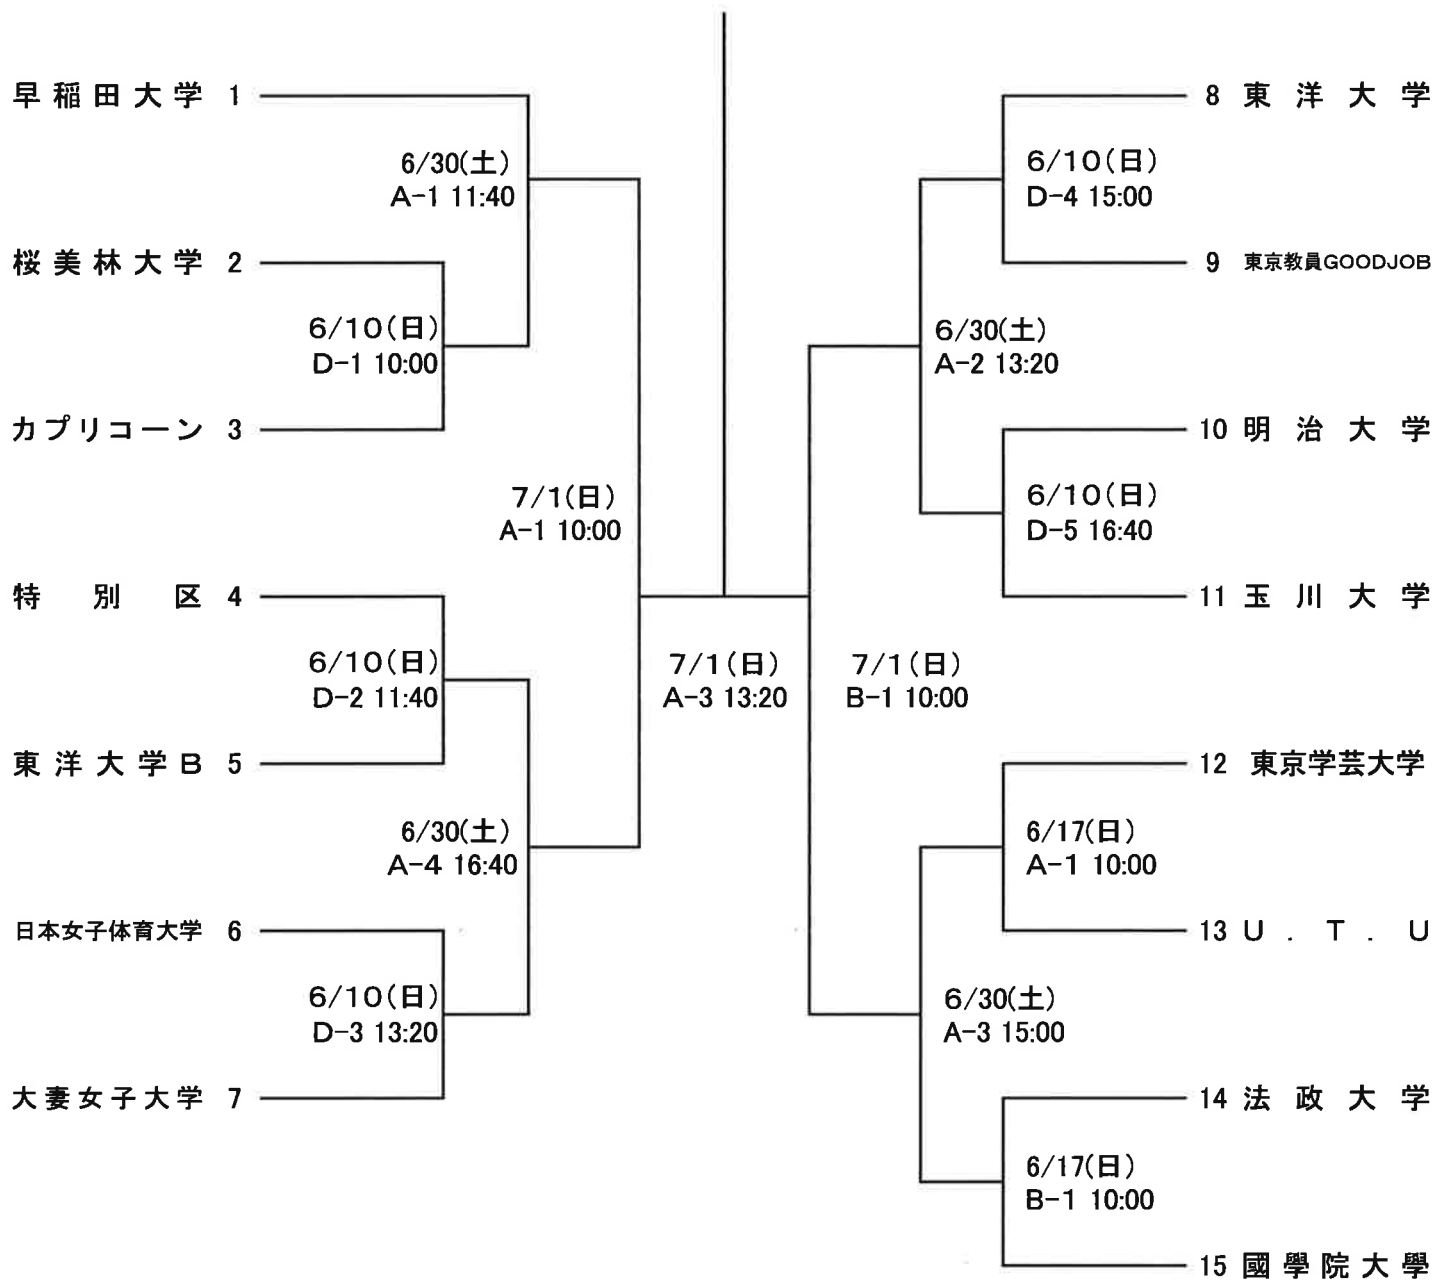 早稲田大学 1
6/30(土)
A-1 11:40
桜美林大学 2
6/10(日)
D-1 10:00
カプリコーン 3
7/1(日)
A-1 10:00
特別区 4
6/10(日)
D-2 11:40
東洋大学B 5
6/30(土)
A-4 16:40
日本女子体育大学 6
6/10(日)
D-3 13:20
大妻女子大学 7
7/1(日)
A-3 13:20
8 東洋大学
6/10(日)
D-4 15:00
9 東京教員GOODJOB
6/30(土)
A-2 13:20
10 明治大学
6/10(日)
D-5 16:40
11 玉川大学
7/1(日)
B-1 10:00
12 東京学芸大学
6/17(日)
A-1 10:00
13 U.T.U
6/30(土)
A-3 15:00
14 法政大学
6/17(日)
B-1 10:00
15 國學院大學